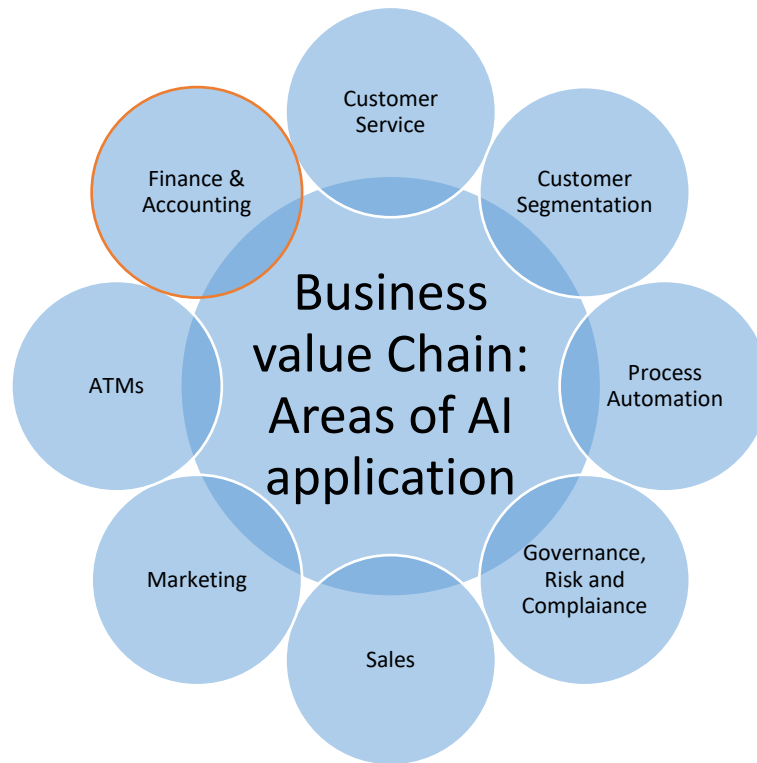 Customer
Service
Customer
Segmentation
Process
Automation
Governance,
Risk and
Complaiance
Sales
Marketing
ATMs
Finance &
Accounting
Business
value Chain:
Areas of AI
application